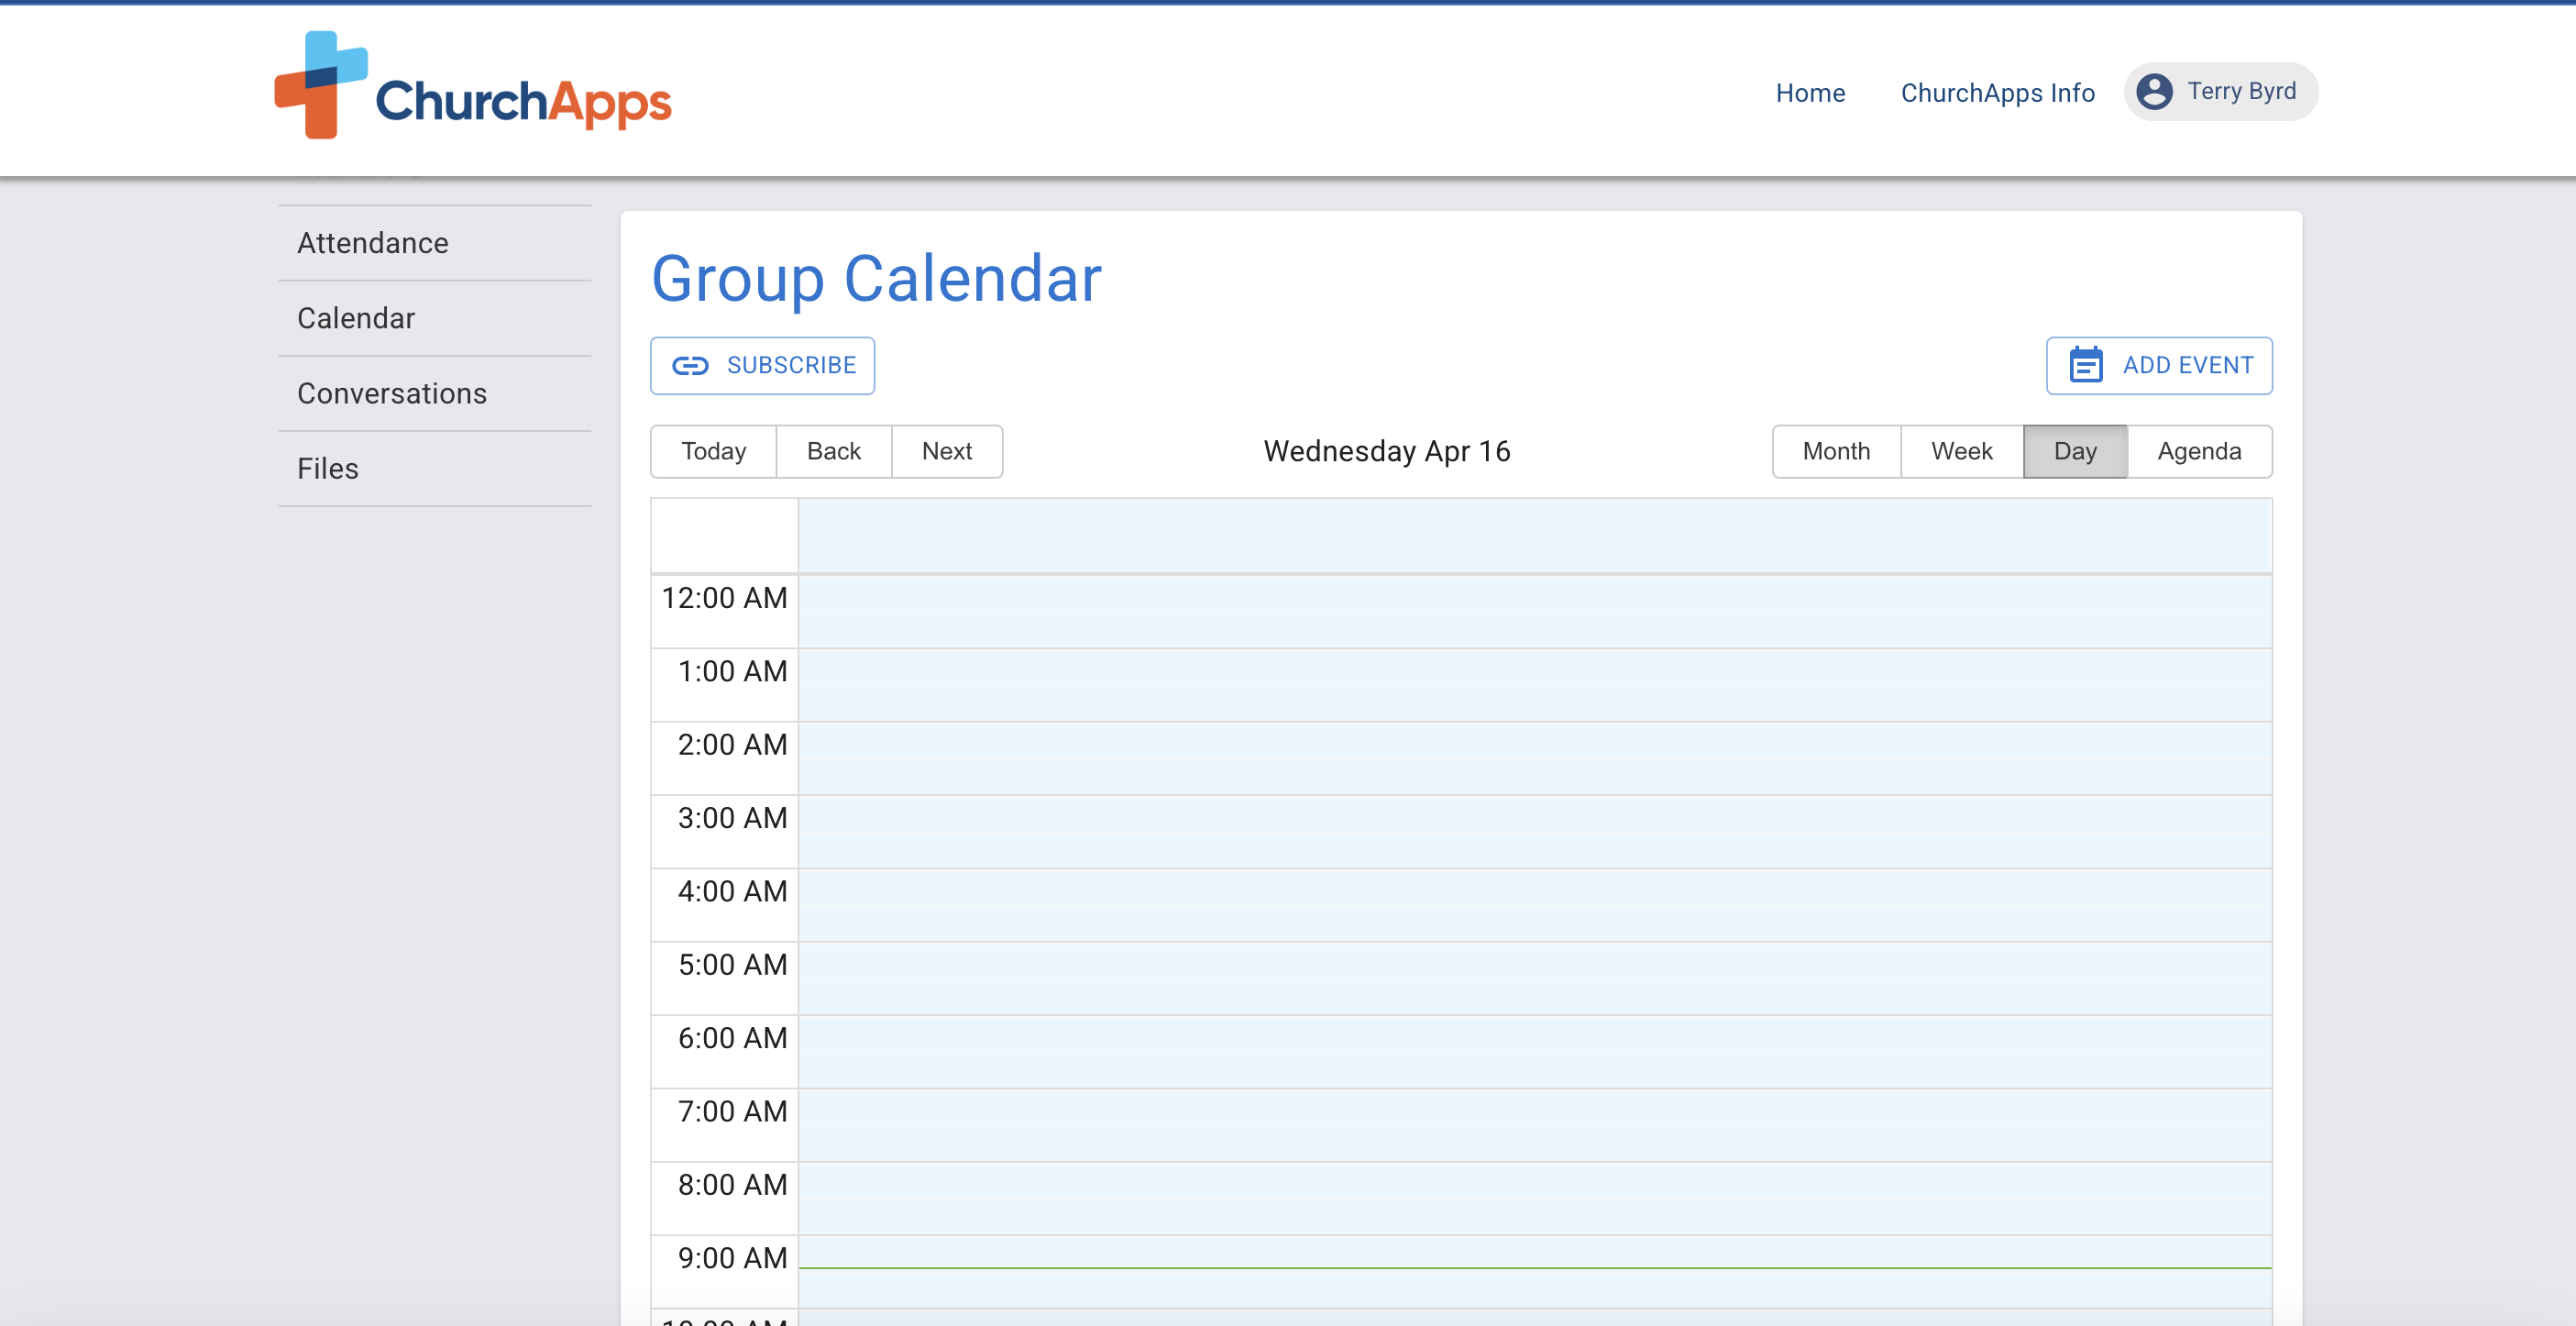 ChurchApps
Home
ChurchApps Info
Terry Byrd
Attendance
Calendar
Conversations
Files
Group Calendar
SUBSCRIBE
ADD EVENT
Today
Back
Next
Wednesday Apr 16
Month
Week
Day
Agenda
12:00 AM
1:00 AM
2:00 AM
3:00 AM
4:00 AM
5:00 AM
6:00 AM
7:00 AM
8:00 AM
9:00 AM